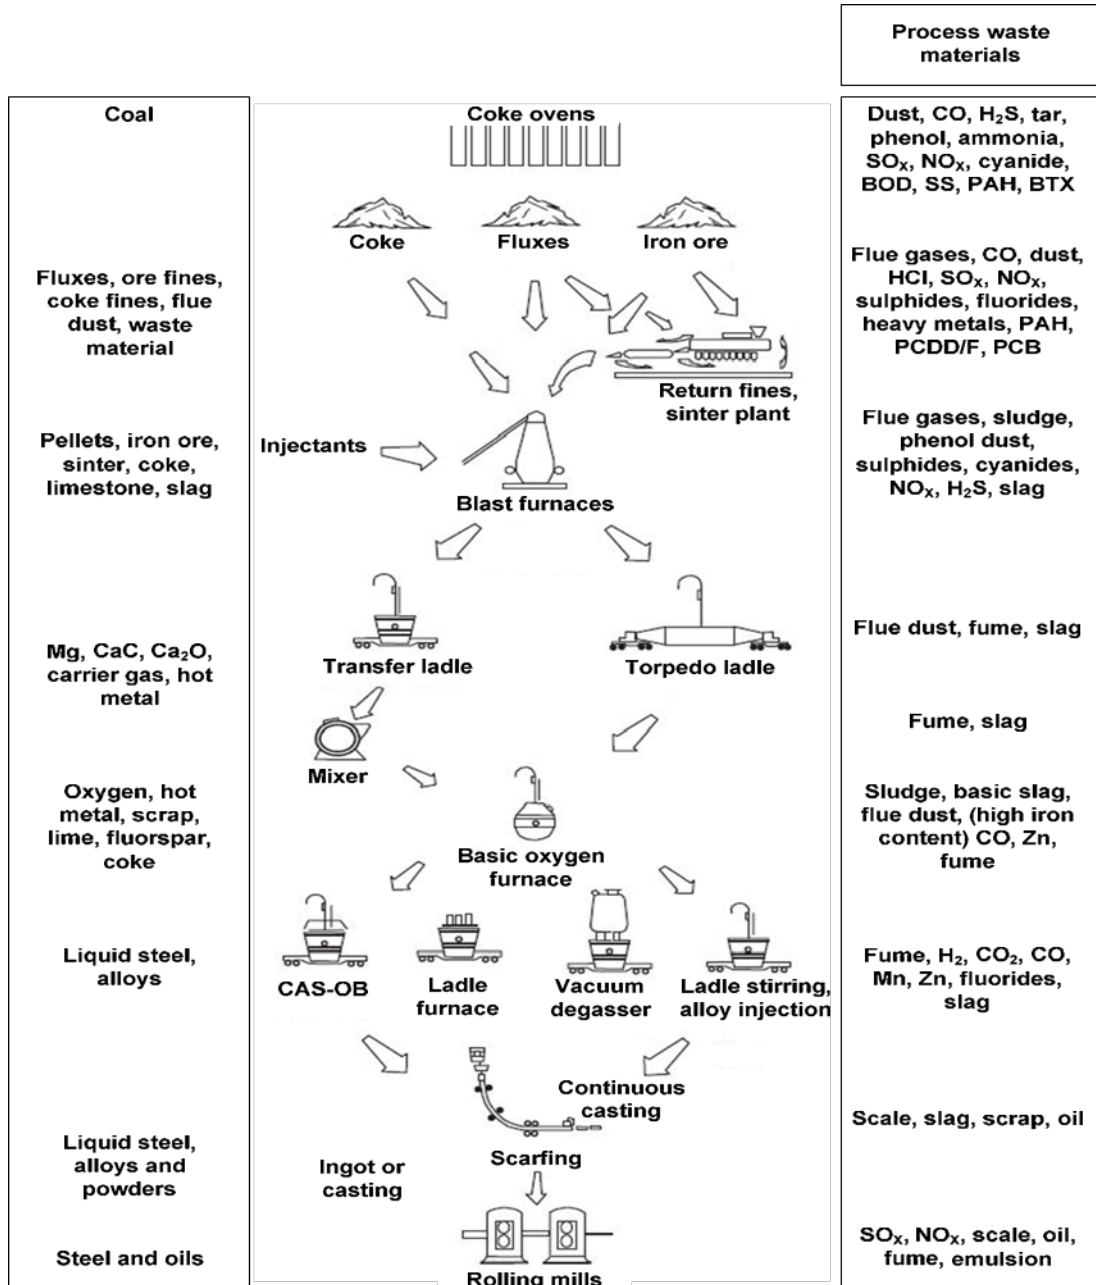 Process waste
materials
Coal
Coke ovens
Dust, CO, H₂S, tar,
phenol, ammonia,
SOₓ, NOₓ, cyanide,
BOD, SS, PAH, BTX
Coke
Fluxes
Iron ore
Fluxes, ore fines,
coke fines, flue
dust, waste
material
Flue gases, CO, dust,
HCl, SOₓ, NOₓ,
sulphides, fluorides,
heavy metals, PAH,
PCDD/F, PCB
Return fines,
sinter plant
Pellets, iron ore,
sinter, coke,
limestone, slag
Injectants
Blast furnaces
Flue gases, sludge,
phenol dust,
sulphides, cyanides,
NOₓ, H₂S, slag
Mg, CaC, Ca₂O,
carrier gas, hot
metal
Transfer ladle
Torpedo ladle
Flue dust, fume, slag
Mixer
Fume, slag
Oxygen, hot
metal, scrap,
lime, fluorspar,
coke
Basic oxygen
furnace
Sludge, basic slag,
flue dust, (high iron
content) CO, Zn,
fume
Liquid steel,
alloys
CAS-OB
Ladle
furnace
Vacuum
degasser
Ladle stirring,
alloy injection
Fume, H₂, CO₂, CO,
Mn, Zn, fluorides,
slag
Continuous
casting
Scale, slag, scrap, oil
Liquid steel,
alloys and
powders
Ingot or
casting
Scarfing
Steel and oils
Rolling mills
SOₓ, NOₓ, scale, oil,
fume, emulsion